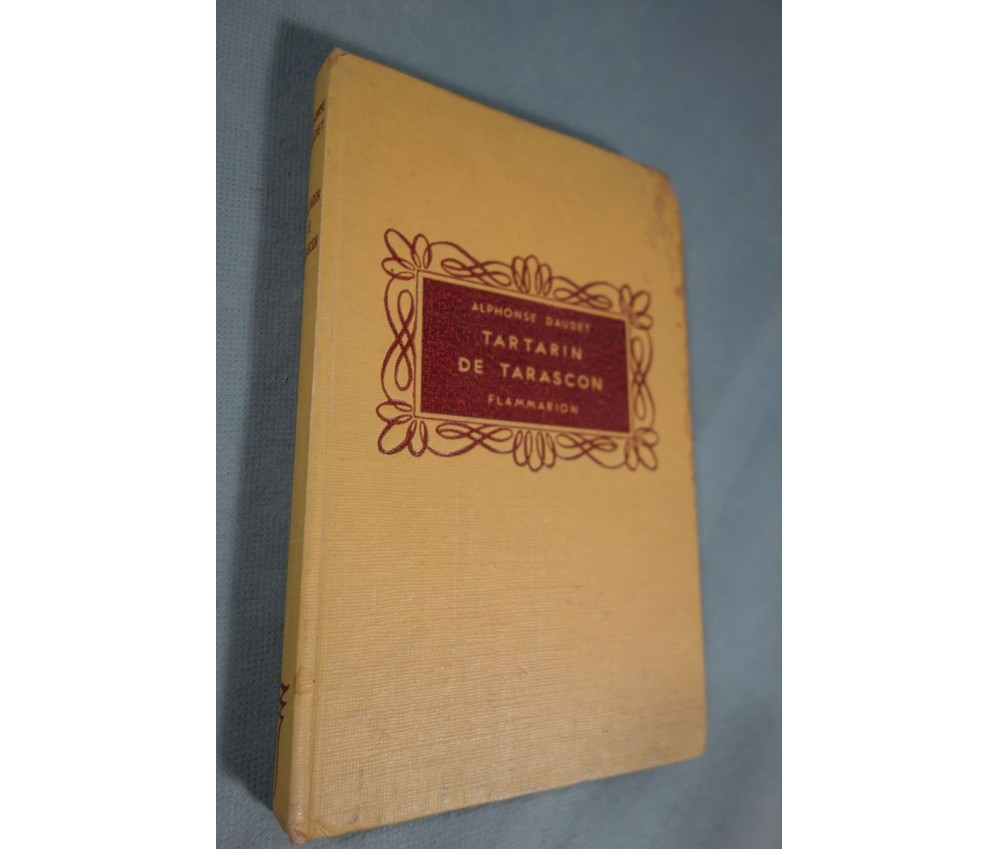 ALPHONSE DAUDET
TARTARIN
DE TARASCON
FLAMMARION